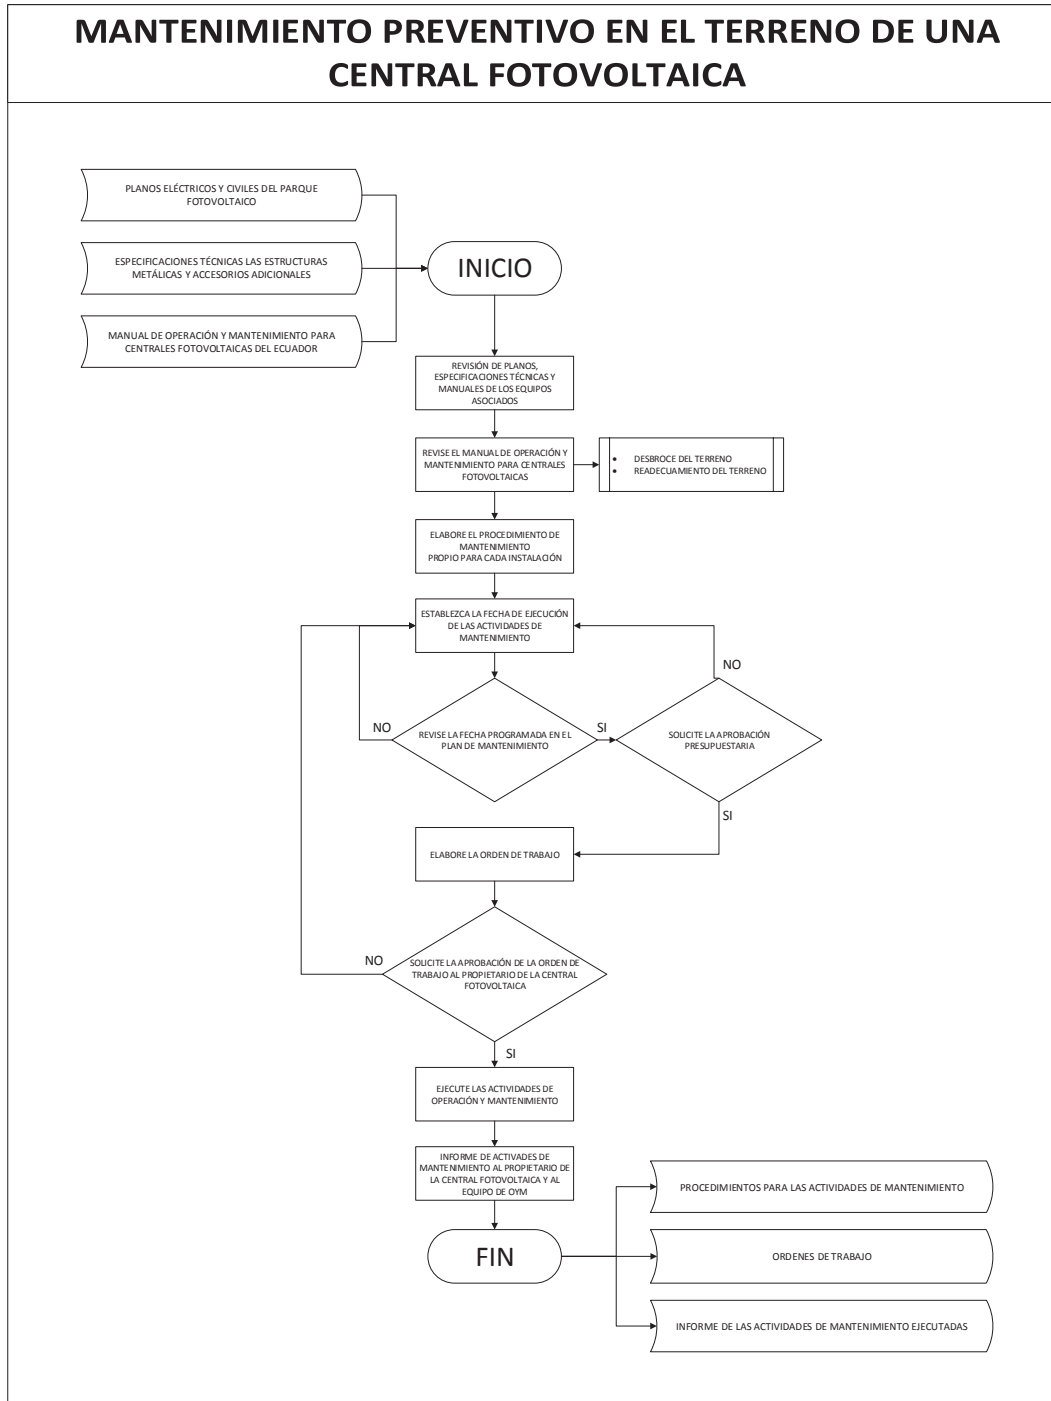 MANTENIMIENTO PREVENTIVO EN EL TERRENO DE UNA
CENTRAL FOTOVOLTAICA
PLANOS ELÉCTRICOS Y CIVILES DEL PARQUE
FOTOVOLTAICO
ESPECIFICACIONES TÉCNICAS LAS ESTRUCTURAS
METÁLICAS Y ACCESORIOS ADICIONALES
MANUAL DE OPERACIÓN Y MANTENIMIENTO PARA
CENTRALES FOTOVOLTAICAS DEL ECUADOR
INICIO
REVISIÓN DE PLANOS,
ESPECIFICACIONES TÉCNICAS Y
MANUALES DE LOS EQUIPOS
ASOCIADOS
REVISE EL MANUAL DE OPERACIÓN Y
MANTENIMIENTO PARA CENTRALES
FOTOVOLTAICAS
• DESBROCE DEL TERRENO
• READECUAMIENTO DEL TERRENO
ELABORE EL PROCEDIMIENTO DE
MANTENIMIENTO
PROPIO PARA CADA INSTALACIÓN
ESTABLEZCA LA FECHA DE EJECUCIÓN
DE LAS ACTIVIDADES DE
MANTENIMIENTO
NO
REVISE LA FECHA PROGRAMADA EN EL
PLAN DE MANTENIMIENTO
SI
NO
SOLICITE LA APROBACIÓN
PRESUPUESTARIA
SI
ELABORE LA ORDEN DE TRABAJO
NO
SOLICITE LA APROBACIÓN DE LA ORDEN DE
TRABAJO AL PROPIETARIO DE LA CENTRAL
FOTOVOLTAICA
SI
EJECUTE LAS ACTIVIDADES DE
OPERACIÓN Y MANTENIMIENTO
INFORME DE ACTIVADES DE
MANTENIMIENTO AL PROPIETARIO DE
LA CENTRAL FOTOVOLTAICA Y AL
EQUIPO DE OYM
FIN
PROCEDIMIENTOS PARA LAS ACTIVIDADES DE MANTENIMIENTO
ORDENES DE TRABAJO
INFORME DE LAS ACTIVIDADES DE MANTENIMIENTO EJECUTADAS